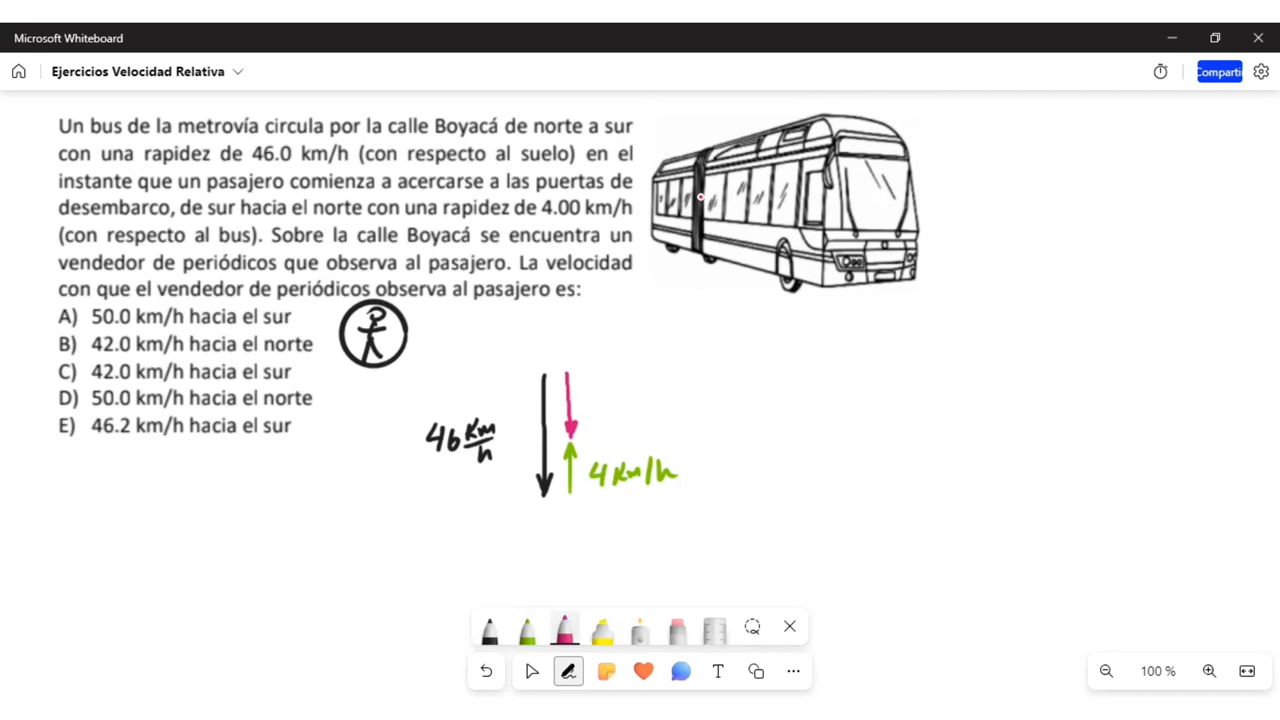 Microsoft Whiteboard
Ejercicios Velocidad Relativa
Comparti
Un bus de la metrovía circula por la calle Boyacá de norte a sur
con una rapidez de 46.0 km/h (con respecto al suelo) en el
instante que un pasajero comienza a acercarse a las puertas de
desembarco, de sur hacia el norte con una rapidez de 4.00 km/h
(con respecto al bus). Sobre la calle Boyacá se encuentra un
vendedor de periódicos que observa al pasajero. La velocidad
con que el vendedor de periódicos observa al pasajero es:
A) 50.0 km/h hacia el sur
B) 42.0 km/h hacia el norte
C) 42.0 km/h hacia el sur
D) 50.0 km/h hacia el norte
E) 46.2 km/h hacia el sur
46 km/h
4 km/h
100 %